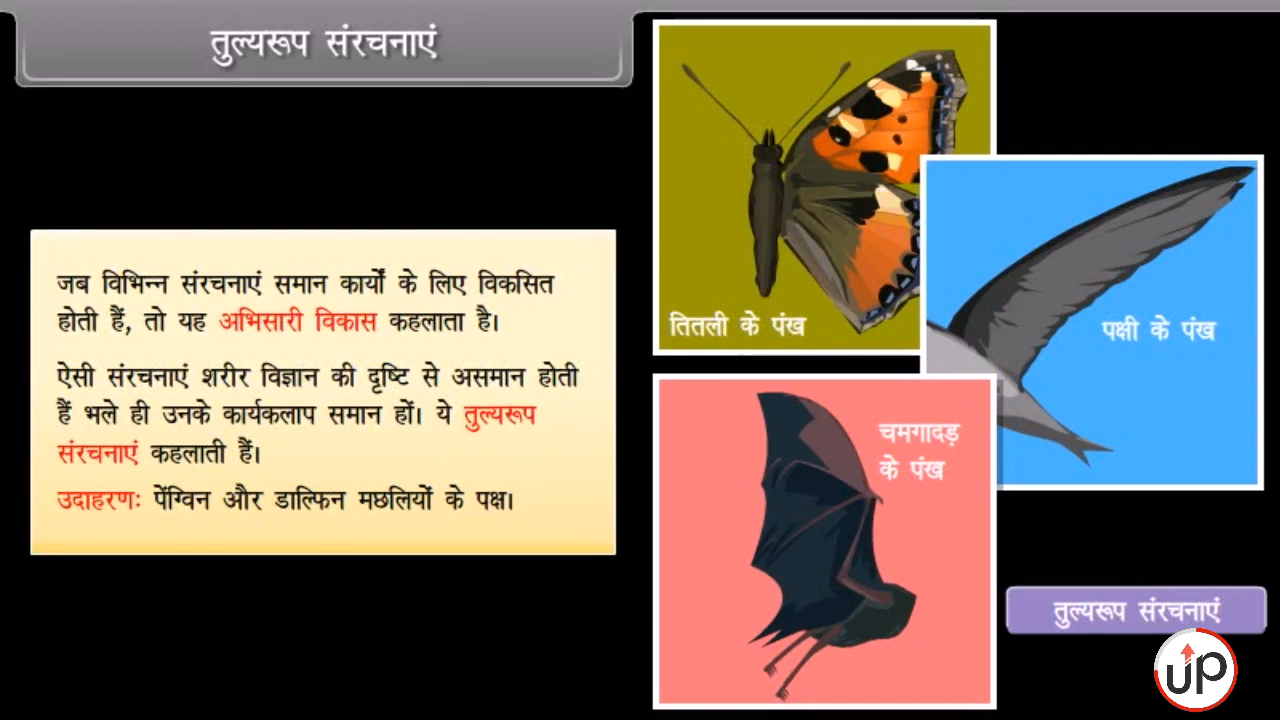 तुल्यरूप संरचनाएं
जब विभिन्न संरचनाएं समान कार्यों के लिए विकसित
होती हैं, तो यह अभिसारी विकास कहलाता है।
ऐसी संरचनाएं शरीर विज्ञान की दृष्टि से असमान होती
हैं भले ही उनके कार्यकलाप समान हों। ये तुल्यरूप
संरचनाएं कहलाती हैं।
उदाहरणः पेंग्विन और डाल्फिन मछलियों के पक्ष।
तितली के पंख
पक्षी के पंख
चमगादड़
के पंख
तुल्यरूप संरचनाएं
UP